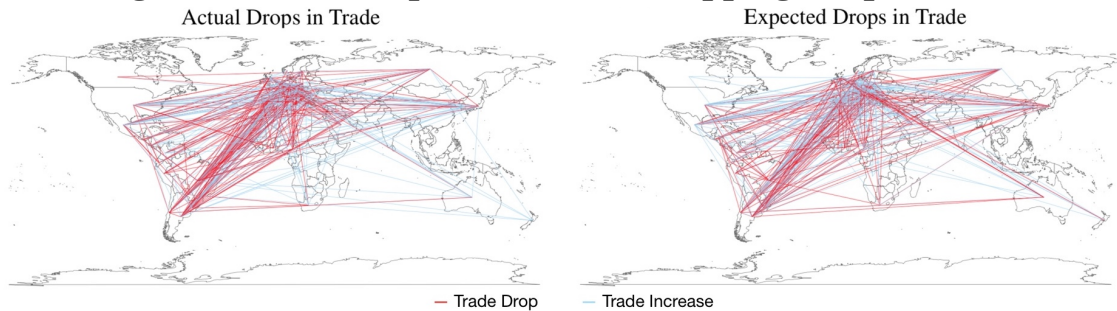 Actual Drops in Trade
Expected Drops in Trade
Trade Drop
Trade Increase